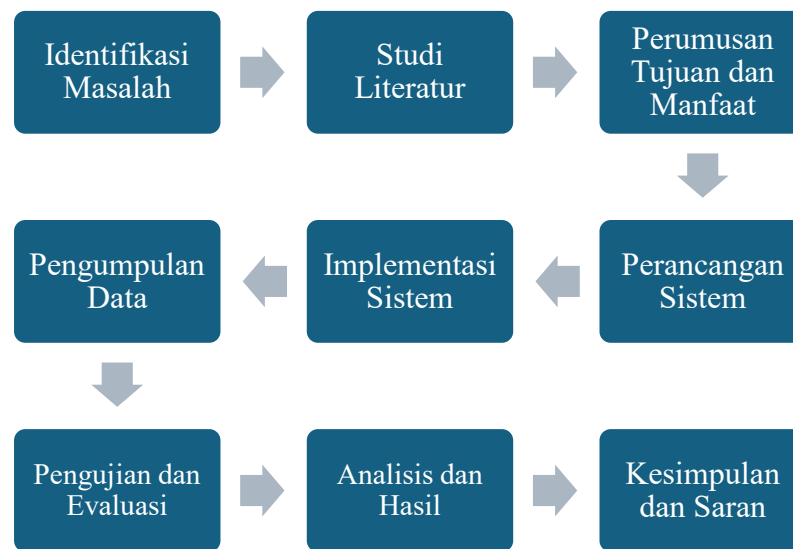 Identifikasi
Masalah
Studi
Literatur
Perumusan
Tujuan dan
Manfaat
Perancangan
Sistem
Implementasi
Sistem
Pengumpulan
Data
Pengujian dan
Evaluasi
Analisis dan
Hasil
Kesimpulan
dan Saran